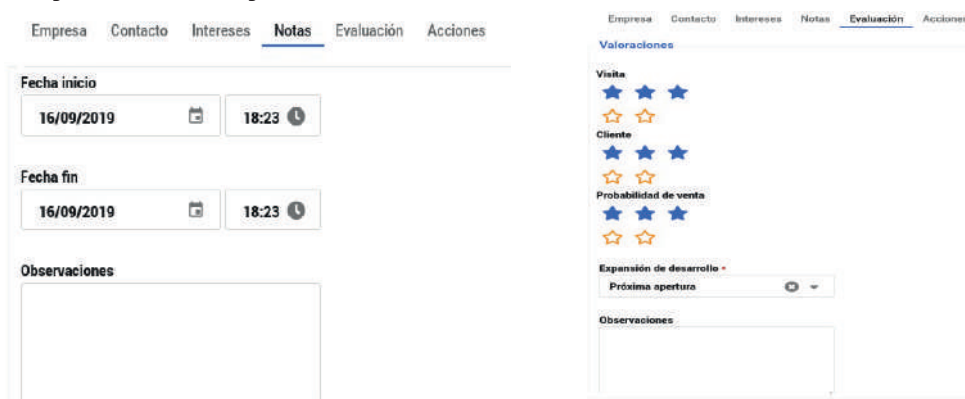 Empresa Contacto Intereses Notas Evaluación Acciones
Fecha inicio
16/09/2019 18:23
Fecha fin
16/09/2019 18:23
Observaciones
Empresa Contacto Intereses Notas Evaluación Acciones
Valoraciones
Visita
Cliente
Probabilidad de venta
Expansión de desarrollo *
Próxima apertura
Observaciones